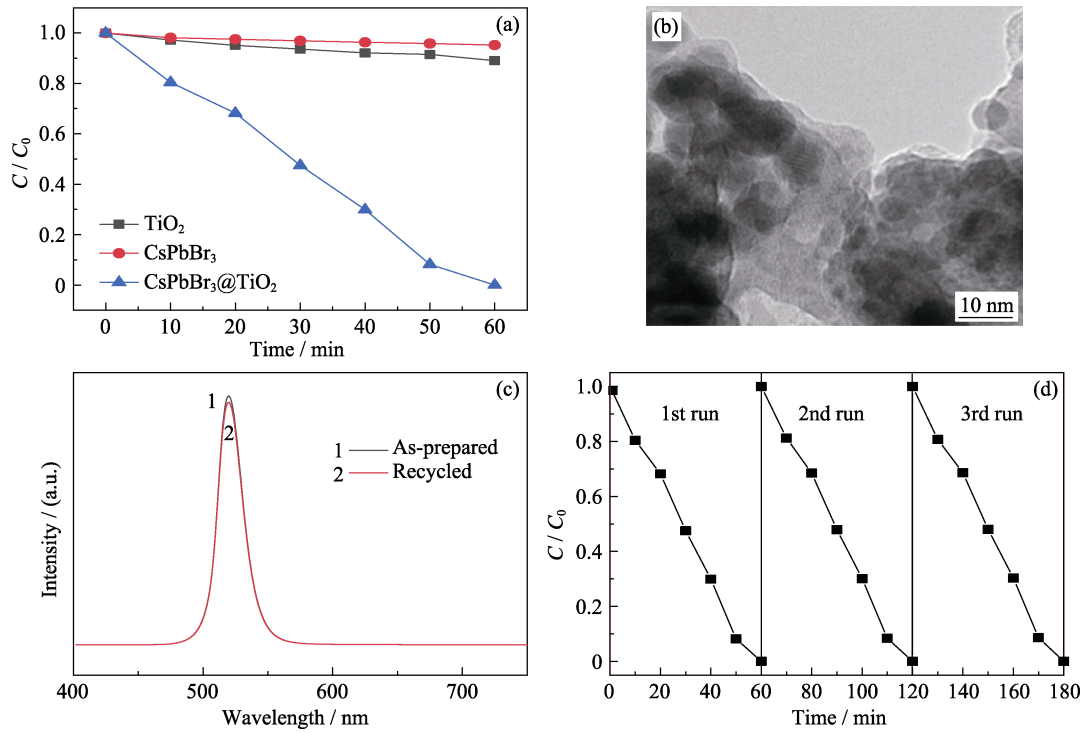 (a)
1.0
0.8
0.6
0.4
0.2
0
C / C₀
TiO₂
CsPbBr₃
CsPbBr₃@TiO₂
0 10 20 30 40 50 60
Time / min
(b)
10 nm
(c)
1
2
1 As-prepared
2 Recycled
Intensity / (a.u.)
400 500 600 700
Wavelength / nm
(d)
1st run 2nd run 3rd run
1.0
0.8
0.6
0.4
0.2
0
C / C₀
0 20 40 60 80 100 120 140 160 180
Time / min